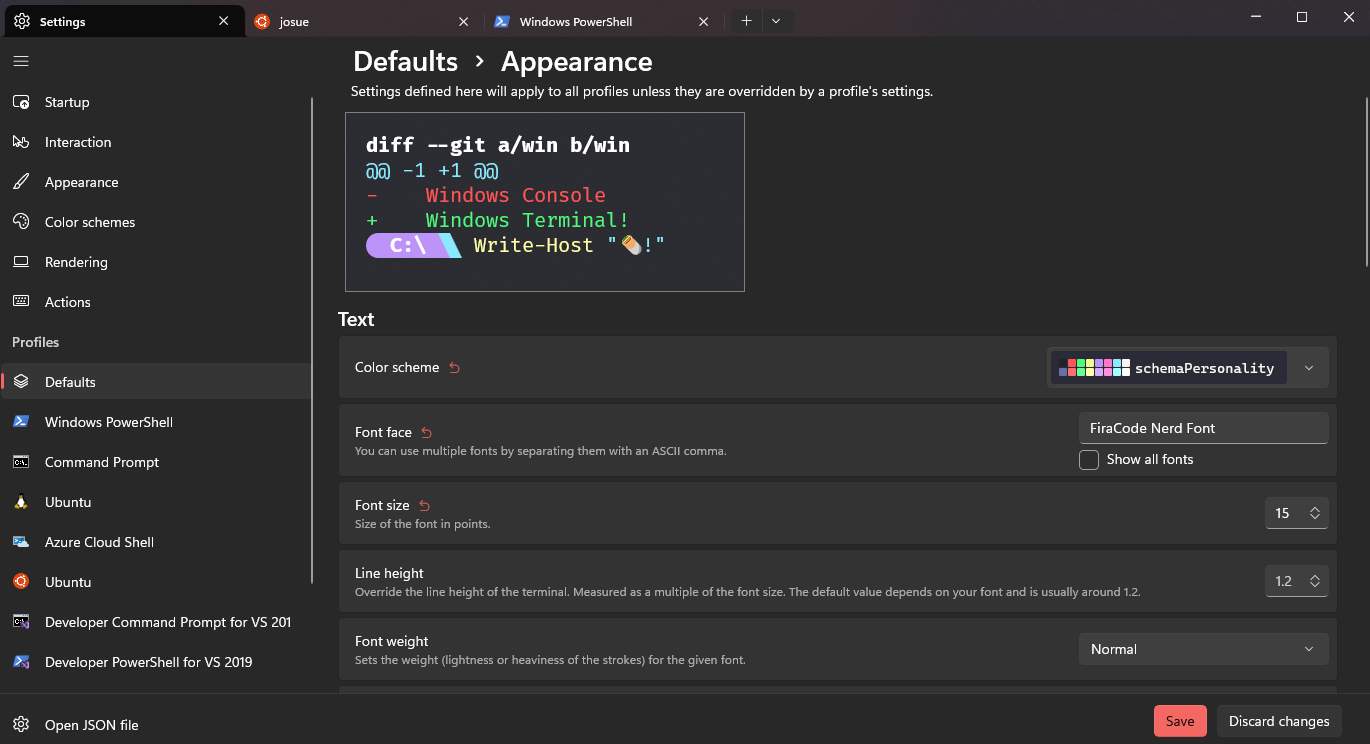 Settings
josue
Windows PowerShell
Defaults > Appearance
Settings defined here will apply to all profiles unless they are overridden by a profile's settings.
Startup
Interaction
Appearance
Color schemes
Rendering
Actions
Profiles
Defaults
Windows PowerShell
Command Prompt
Ubuntu
Azure Cloud Shell
Ubuntu
Developer Command Prompt for VS 201
Developer PowerShell for VS 2019
Open JSON file
diff --git a/win b/win
@@ -1 +1 @@
-    Windows Console
+    Windows Terminal!
C:\ Write-Host "🌯!"
Text
Color scheme
schemaPersonality
Font face
You can use multiple fonts by separating them with an ASCII comma.
FiraCode Nerd Font
Show all fonts
Font size
Size of the font in points.
15
Line height
Override the line height of the terminal. Measured as a multiple of the font size. The default value depends on your font and is usually around 1.2.
1.2
Font weight
Sets the weight (lightness or heaviness of the strokes) for the given font.
Normal
Save
Discard changes